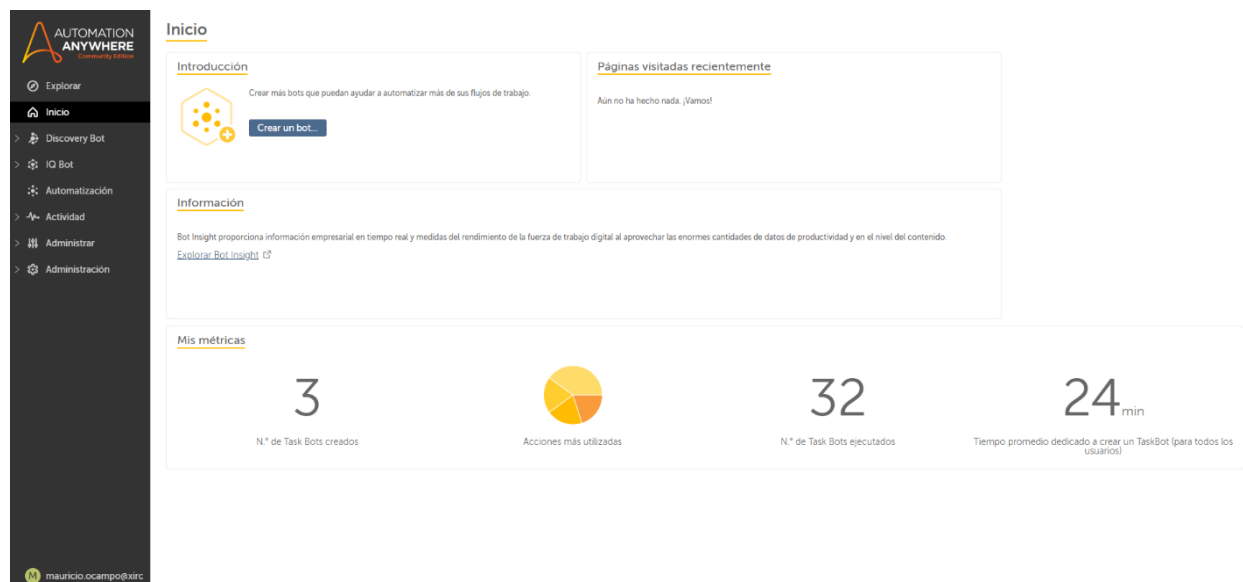 AUTOMATION
ANYWHERE
Community Edition
Explorar
Inicio
Discovery Bot
IQ Bot
Automatización
Actividad
Administrar
Administración
mauricio.ocampo@xirc
Inicio
Introducción
Crear más bots que puedan ayudar a automatizar más de sus flujos de trabajo.
Crear un bot...
Páginas visitadas recientemente
Aún no ha hecho nada. ¡Vamos!
Información
Bot Insight proporciona información empresarial en tiempo real y medidas del rendimiento de la fuerza de trabajo digital al aprovechar las enormes cantidades de datos de productividad y en el nivel del contenido.
Explorar Bot Insight
Mis métricas
3
N.° de Task Bots creados
Acciones más utilizadas
32
N.° de Task Bots ejecutados
24 min
Tiempo promedio dedicado a crear un TaskBot (para todos los
usuarios)
M